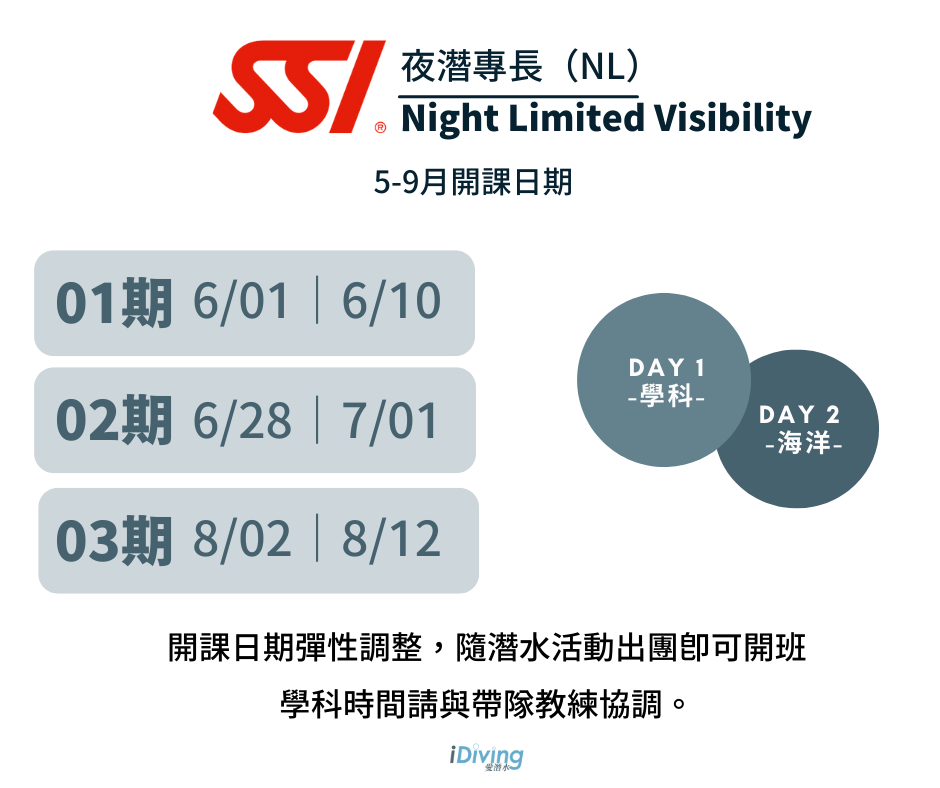 SSI
®
夜潛專長（NL）
Night Limited Visibility
5-9月開課日期
01期 6/01｜6/10
02期 6/28｜7/01
03期 8/02｜8/12
DAY 1
-學科-
DAY 2
-海洋-
開課日期彈性調整，隨潛水活動出團即可開班
學科時間請與帶隊教練協調。
iDiving
愛潛水